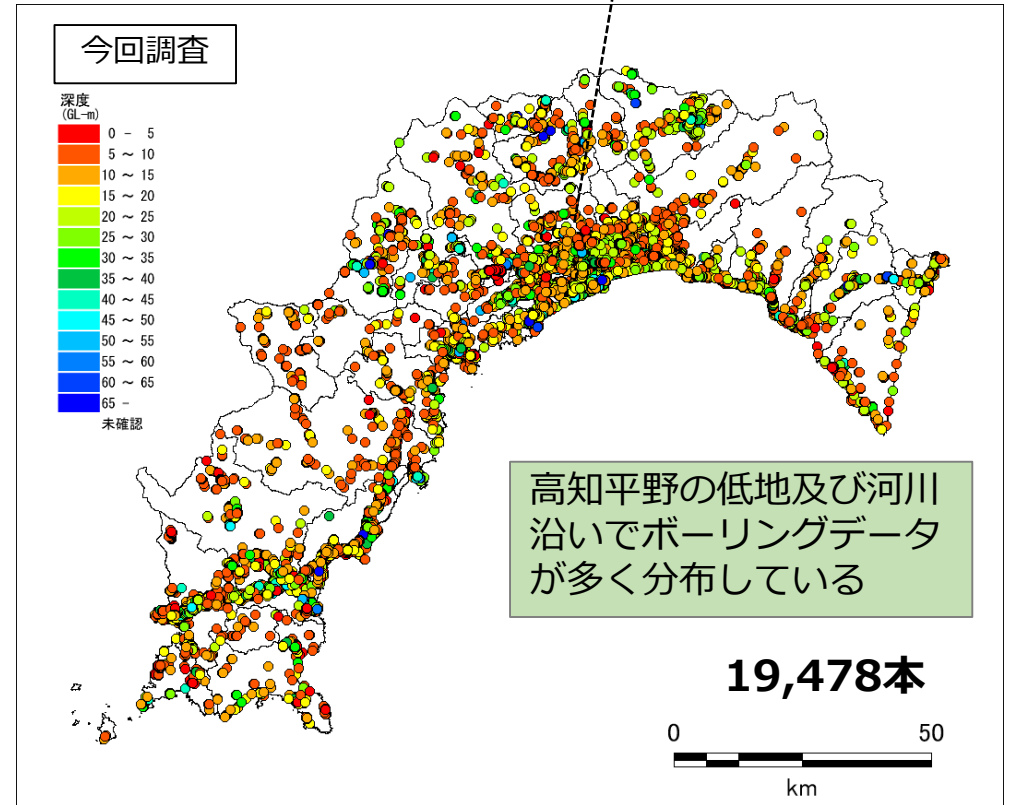 今回調査
深度
(GL-m)
0 - 5
5 ~ 10
10 ~ 15
15 ~ 20
20 ~ 25
25 ~ 30
30 ~ 35
35 ~ 40
40 ~ 45
45 ~ 50
50 ~ 55
55 ~ 60
60 ~ 65
65 -
未確認
高知平野の低地及び河川
沿いでボーリングデータ
が多く分布している
19,478本
0 50
km